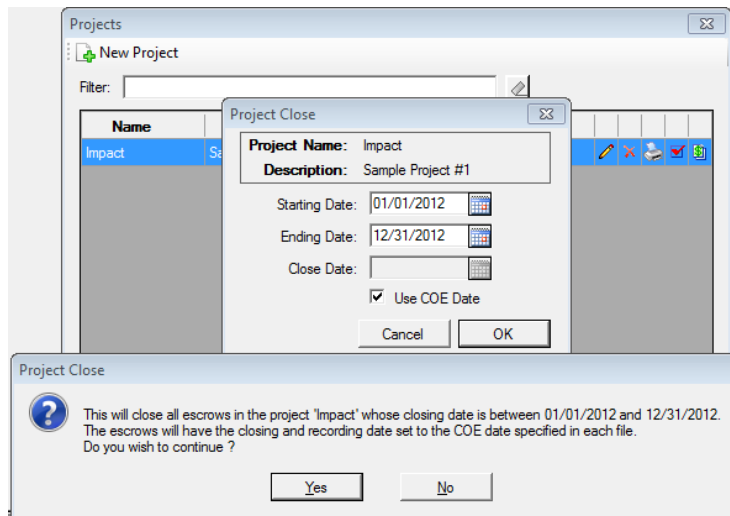 Projects
New Project
Filter:
Name
Impact
Project Close
Project Name: Impact
Description: Sample Project #1
Starting Date: 01/01/2012
Ending Date: 12/31/2012
Close Date:
Use COE Date
Cancel OK
Project Close
This will close all escrows in the project 'Impact' whose closing date is between 01/01/2012 and 12/31/2012.
The escrows will have the closing and recording date set to the COE date specified in each file.
Do you wish to continue ?
Yes No